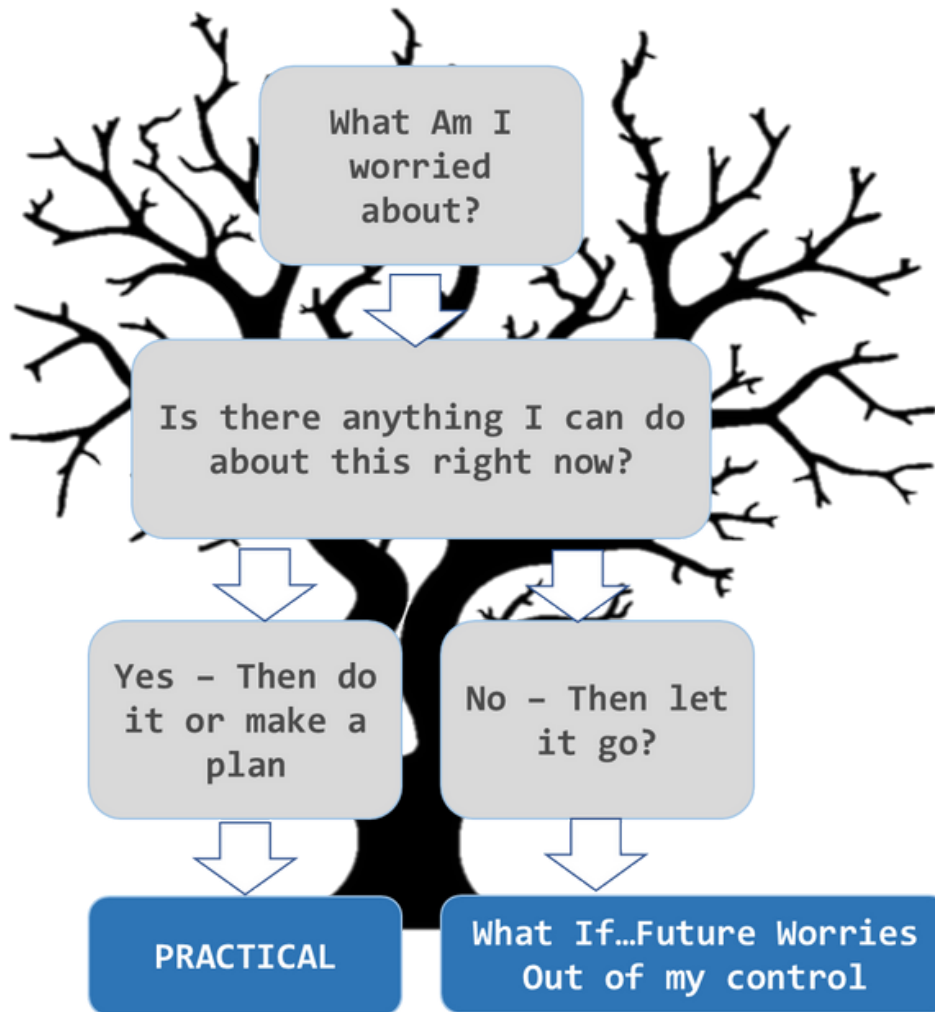 What Am I
worried
about?
Is there anything I can do
about this right now?
Yes – Then do
it or make a
plan
No – Then let
it go?
PRACTICAL
What If…Future Worries
Out of my control